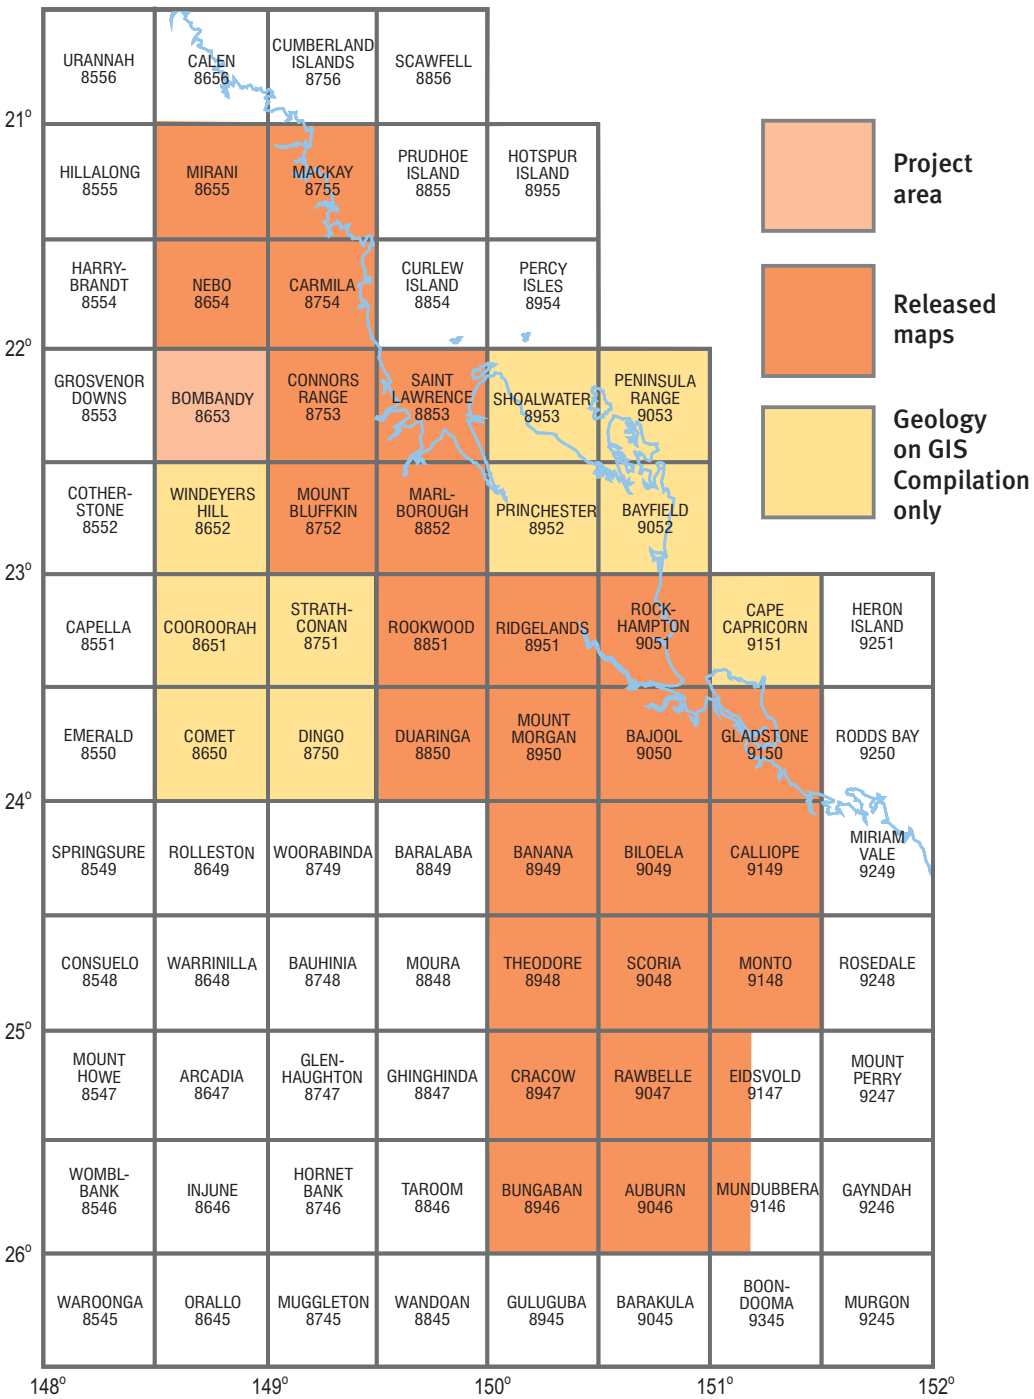 URANNAH
8556
CALEN
8656
CUMBERLAND
ISLANDS
8756
SCAWFELL
8856
21°
HILLALONG
8555
MIRANI
8655
MACKAY
8755
PRUDHOE
ISLAND
8855
HOTSPUR
ISLAND
8955
HARRY-
BRANDT
8554
NEBO
8654
CARMILA
8754
CURLEW
ISLAND
8854
PERCY
ISLES
8954
22°
GROSVENOR
DOWNS
8553
BOMBANDY
8653
CONNORS
RANGE
8753
SAINT
LAWRENCE
8853
SHOALWATER
8953
PENINSULA
RANGE
9053
COTHER-
STONE
8552
WINDEYERS
HILL
8652
MOUNT
BLUFFKIN
8752
MARL-
BOROUGH
8852
PRINCHESTER
8952
BAYFIELD
9052
23°
CAPELLA
8551
COOROORAH
8651
STRATH-
CONAN
8751
ROOKWOOD
8851
RIDGELANDS
8951
ROCK-
HAMPTON
9051
CAPE
CAPRICORN
9151
HERON
ISLAND
9251
EMERALD
8550
COMET
8650
DINGO
8750
DUARINGA
8850
MOUNT
MORGAN
8950
BAJOOL
9050
GLADSTONE
9150
RODDS BAY
9250
24°
SPRINGSURE
8549
ROLLESTON
8649
WOORABINDA
8749
BARALABA
8849
BANANA
8949
BILOELA
9049
CALLIOPE
9149
MIRIAM
VALE
9249
CONSUELO
8548
WARRINILLA
8648
BAUHINIA
8748
MOURA
8848
THEODORE
8948
SCORIA
9048
MONTO
9148
ROSEDALE
9248
25°
MOUNT
HOWE
8547
ARCADIA
8647
GLEN-
HAUGHTON
8747
GHINGHINDA
8847
CRACOW
8947
RAWBELLE
9047
EIDSVOLD
9147
MOUNT
PERRY
9247
WOMBL-
BANK
8546
INJUNE
8646
HORNET
BANK
8746
TAROOM
8846
BUNGABAN
8946
AUBURN
9046
MUNDUBBERA
9146
GAYNDAH
9246
26°
WAROONGA
8545
ORALLO
8645
MUGGLETON
8745
WANDOAN
8845
GULUGUBA
8945
BARAKULA
9045
BOON-
DOOMA
9345
MURGON
9245
148°
149°
150°
151°
152°
Project
area
Released
maps
Geology
on GIS
Compilation
only